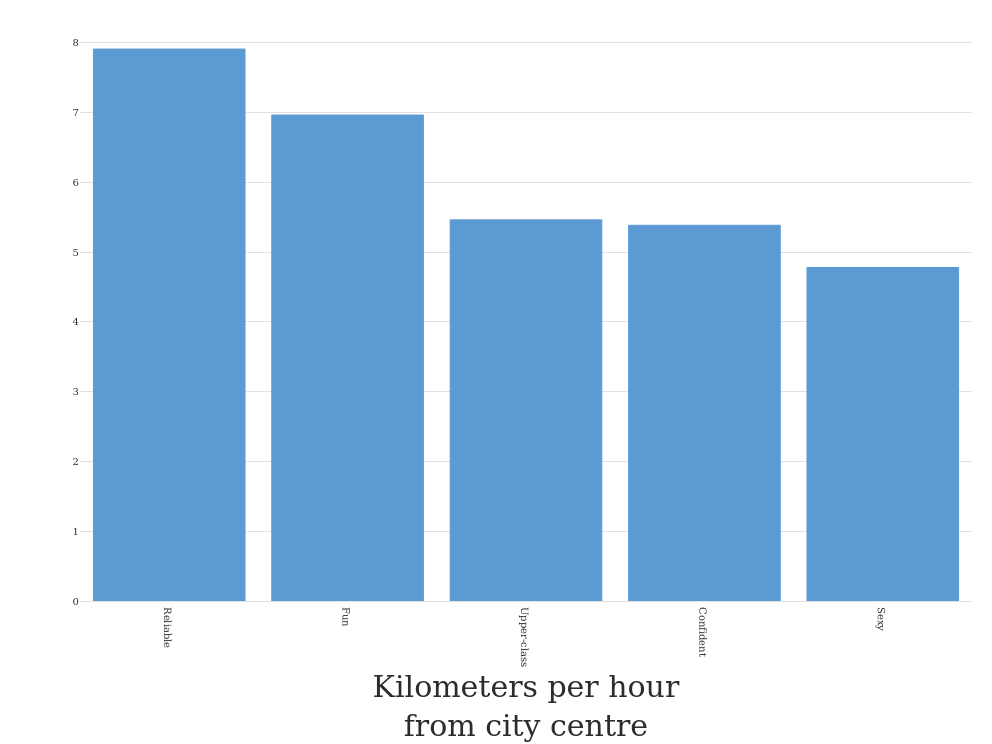 8
7
6
5
4
3
2
1
0
Reliable
Fun
Upper-class
Confident
Sexy
Kilometers per hour
from city centre